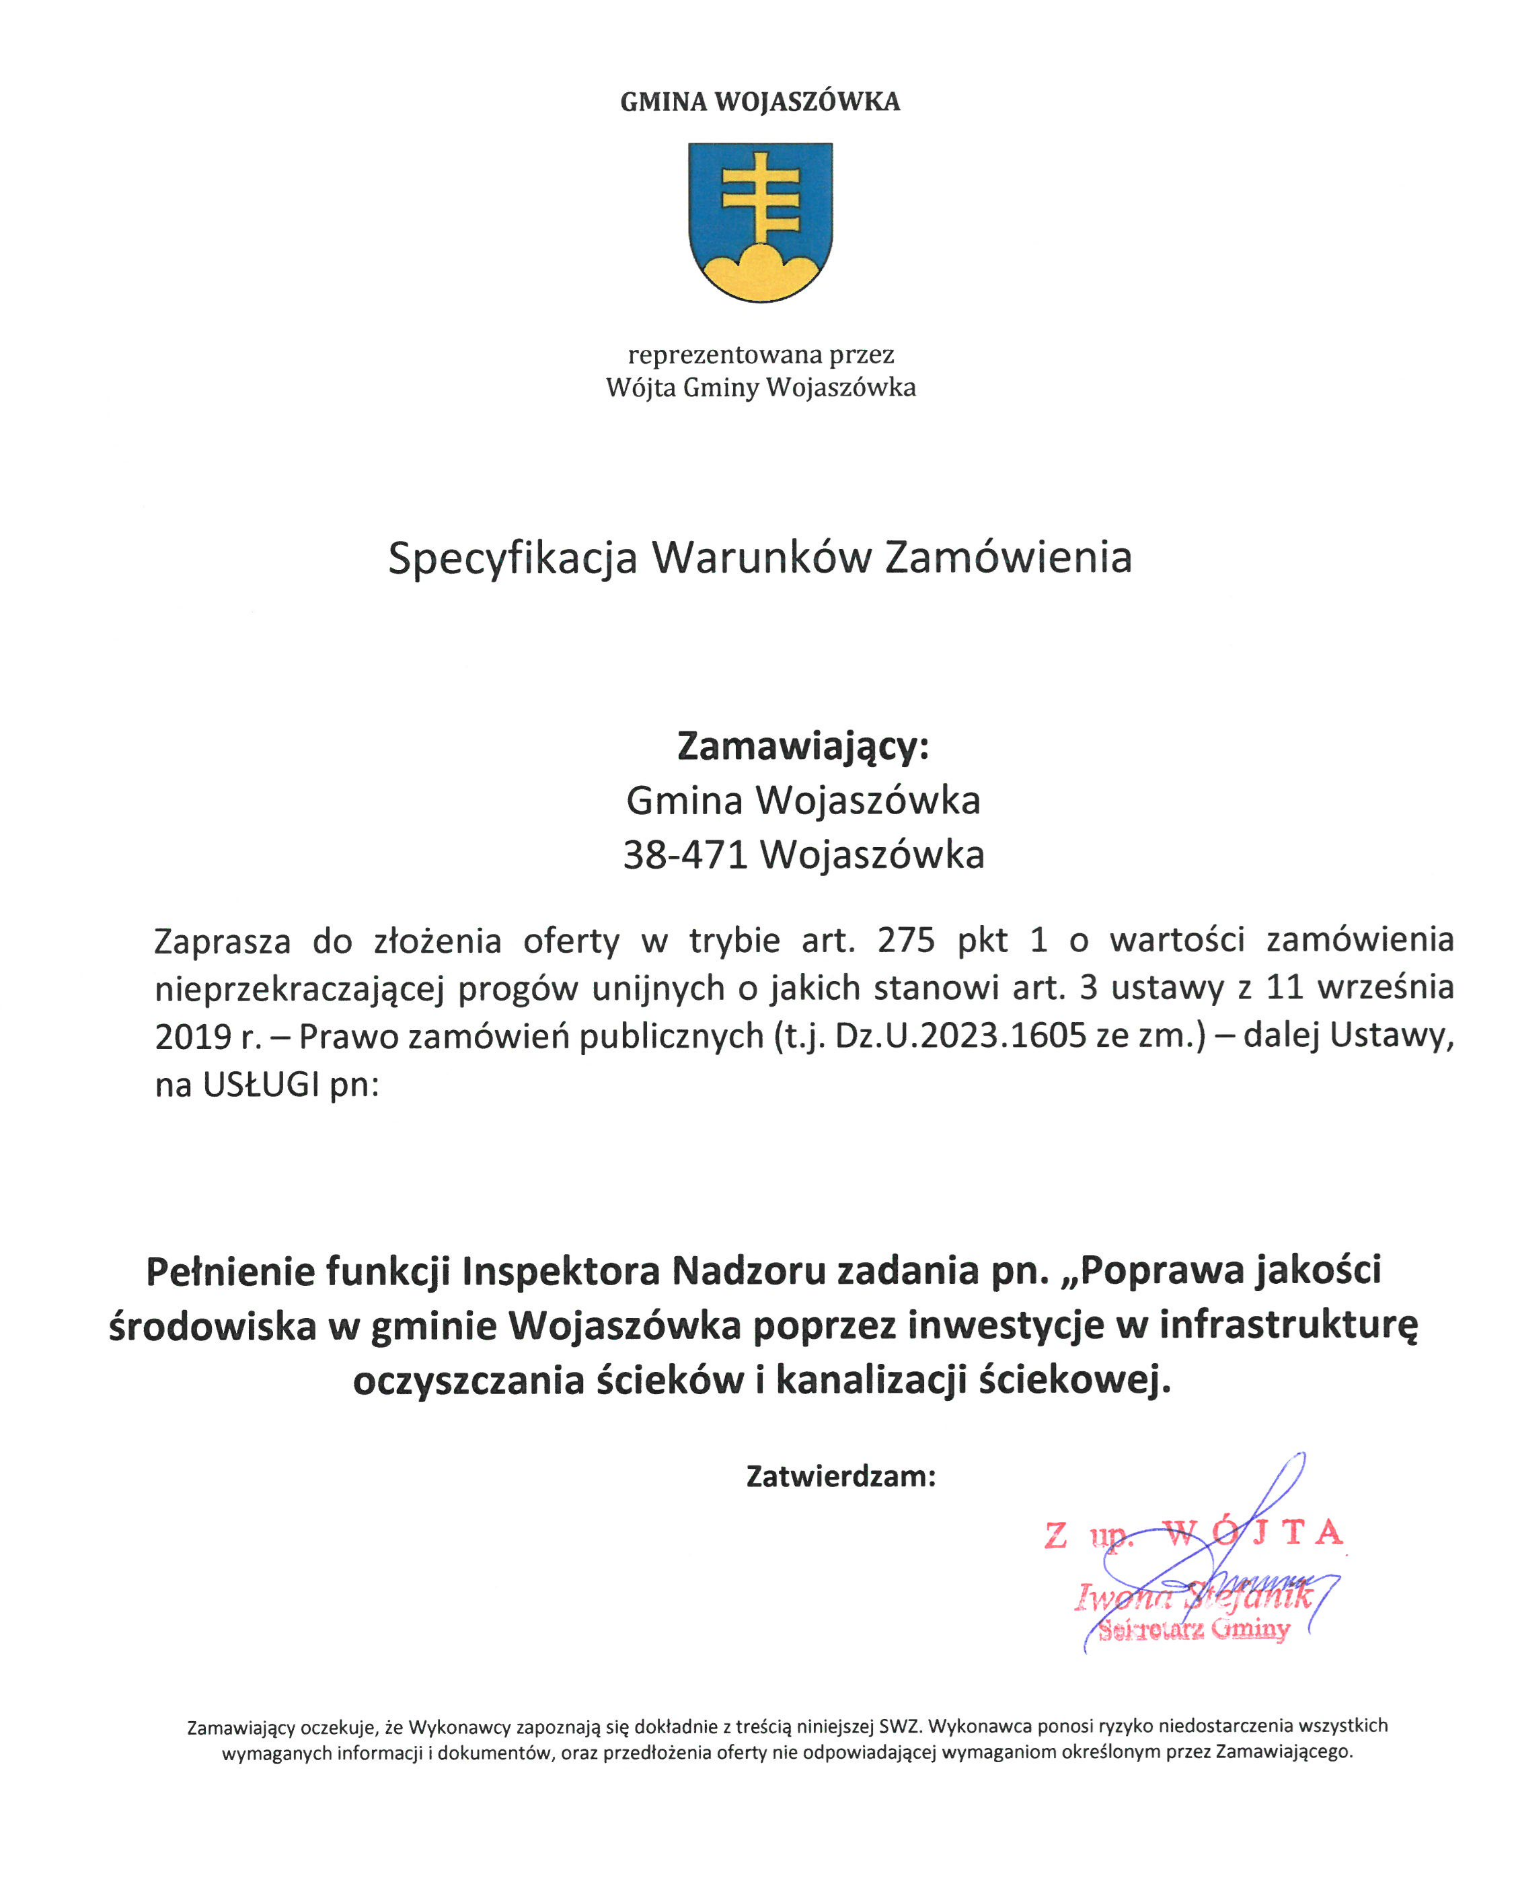 GMINA WOJASZÓWKA
reprezentowana przez
Wójta Gminy Wojaszówka
Specyfikacja Warunków Zamówienia
Zamawiający:
Gmina Wojaszówka
38-471 Wojaszówka
Zaprasza do złożenia oferty w trybie art. 275 pkt 1 o wartości zamówienia
nieprzekraczającej progów unijnych o jakich stanowi art. 3 ustawy z 11 września
2019 r. – Prawo zamówień publicznych (t.j. Dz.U.2023.1605 ze zm.) – dalej Ustawy,
na USŁUGI pn:
Pełnienie funkcji Inspektora Nadzoru zadania pn. „Poprawa jakości
środowiska w gminie Wojaszówka poprzez inwestycje w infrastrukturę
oczyszczania ścieków i kanalizacji ściekowej.
Zatwierdzam:
Z up. WÓJTA
Iwona Stefanik
Sekretarz Gminy
Zamawiający oczekuje, że Wykonawcy zapoznają się dokładnie z treścią niniejszej SWZ. Wykonawca ponosi ryzyko niedostarczenia wszystkich
wymaganych informacji i dokumentów, oraz przedłożenia oferty nie odpowiadającej wymaganiom określonym przez Zamawiającego.